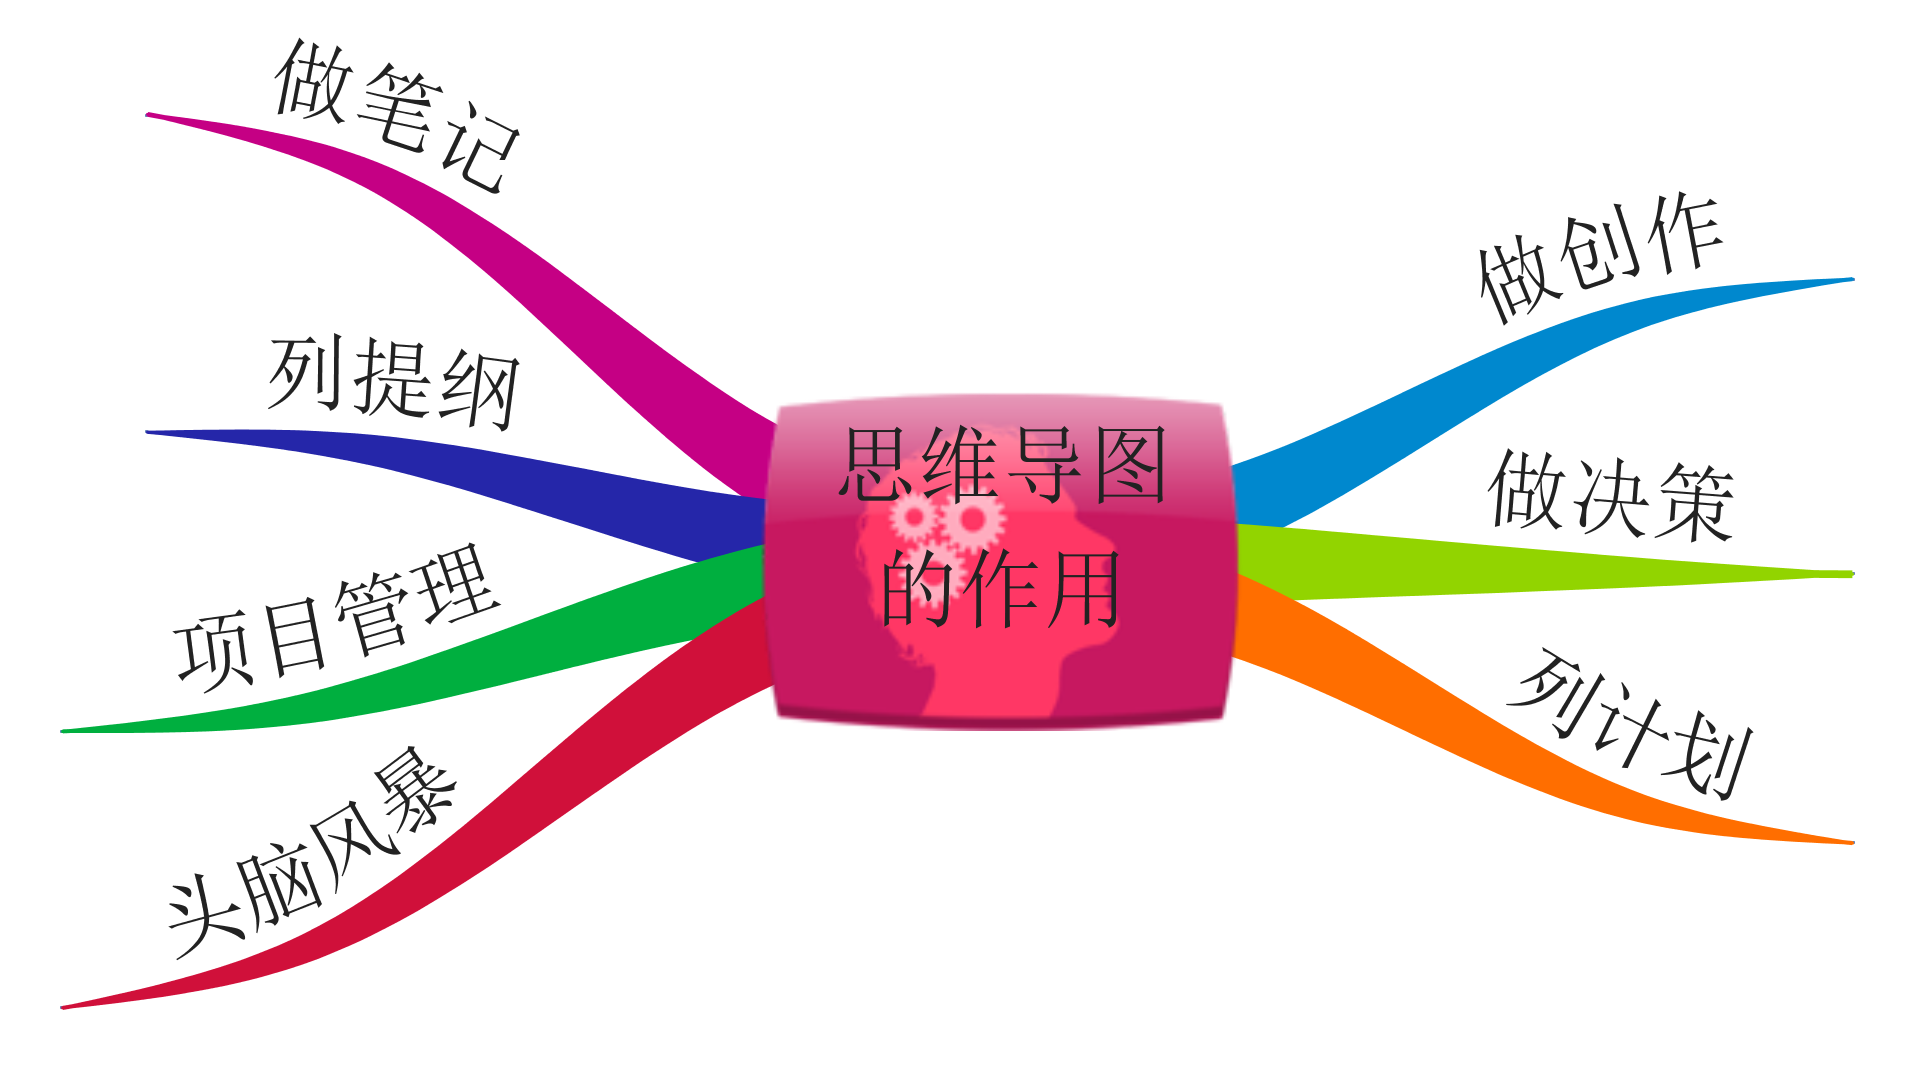 思维导图
的作用
做创作
做决策
列计划
做笔记
列提纲
项目管理
头脑风暴